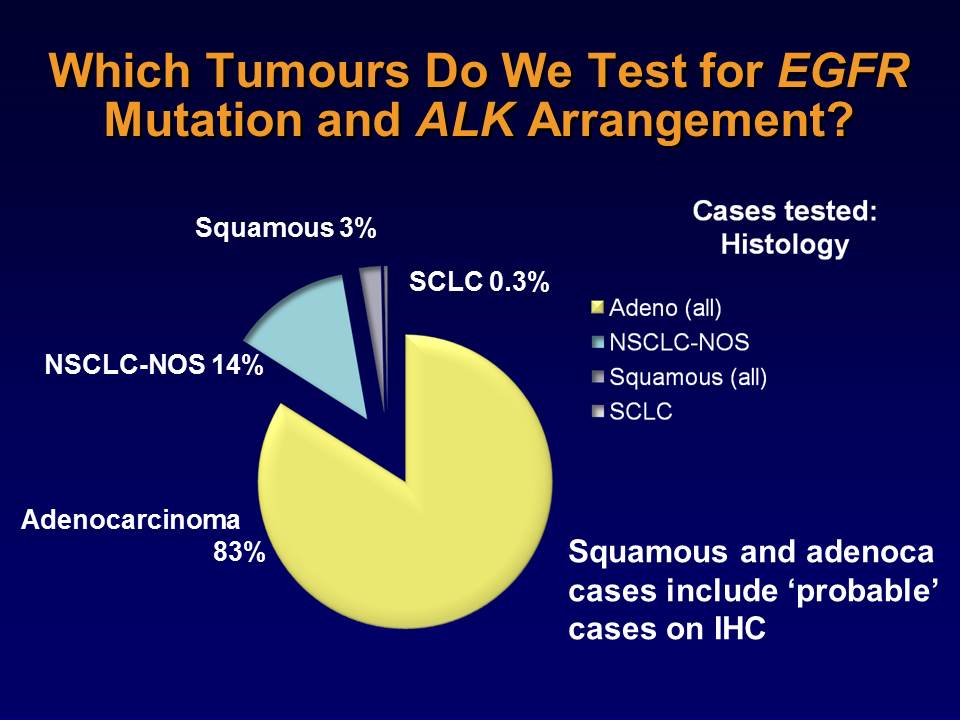 Which Tumours Do We Test for EGFR
Mutation and ALK Arrangement?
Squamous 3%
SCLC 0.3%
NSCLC-NOS 14%
Adenocarcinoma
83%
Cases tested:
Histology
Adeno (all)
NSCLC-NOS
Squamous (all)
SCLC
Squamous and adenoca
cases include ‘probable’
cases on IHC